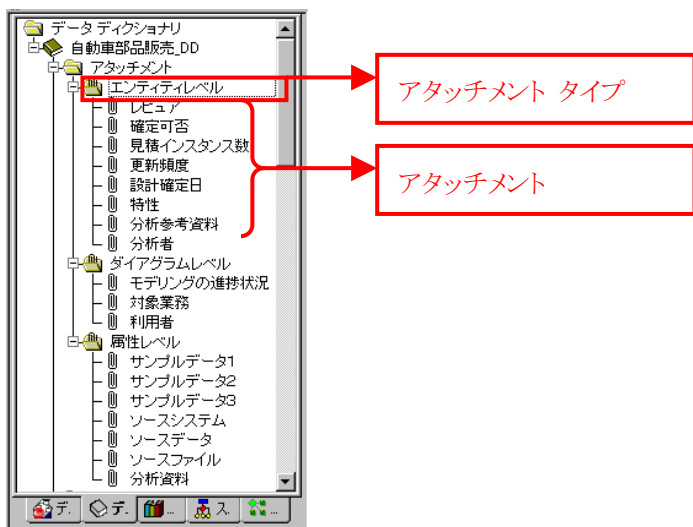 データ ディクショナリ
自動車部品販売_DD
アタッチメント
エンティティレベル
レビュア
確定可否
見積インスタンス数
更新頻度
設計確定日
特性
分析参考資料
分析者
ダイアグラムレベル
モデリングの進捗状況
対象業務
利用者
属性レベル
サンプルデータ1
サンプルデータ2
サンプルデータ3
ソースシステム
ソースデータ
ソースファイル
分析資料
デ.
デ.
...
ス.
...
アタッチメント タイプ
アタッチメント